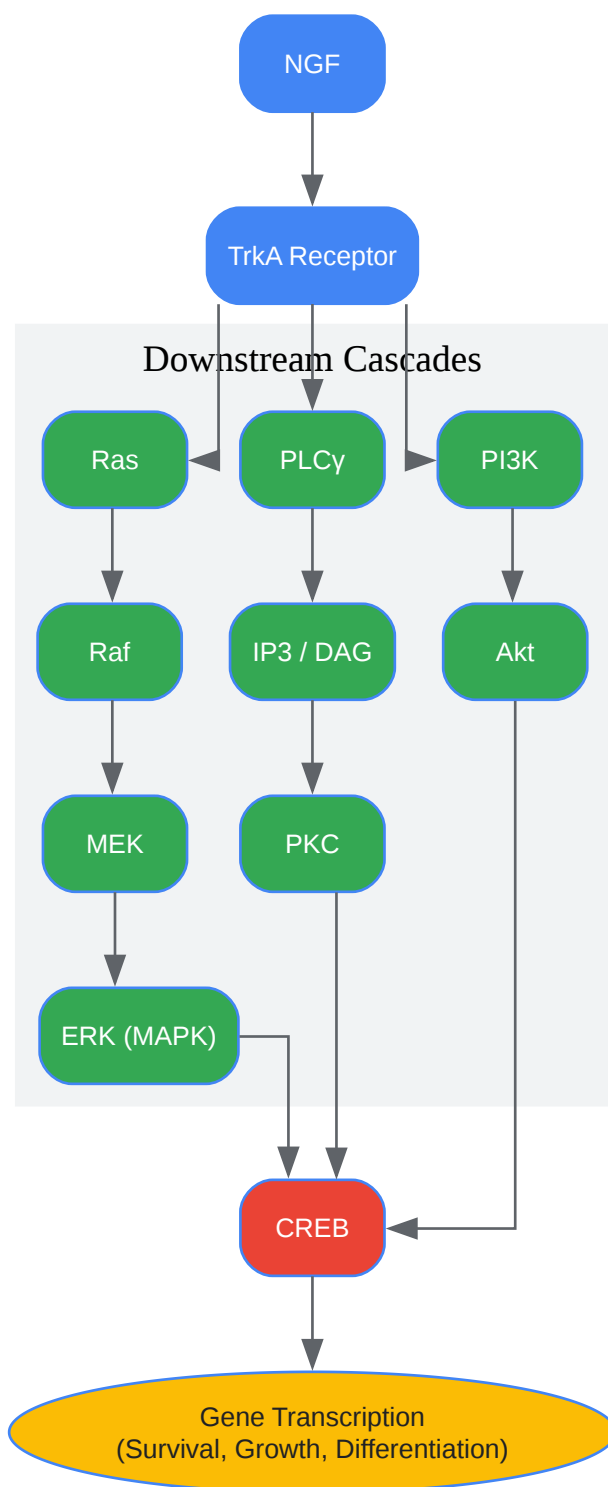 NGF
TrkA Receptor
Downstream Cascades
Ras
PLCγ
PI3K
Raf
IP3 / DAG
Akt
MEK
PKC
ERK (MAPK)
CREB
Gene Transcription
(Survival, Growth, Differentiation)